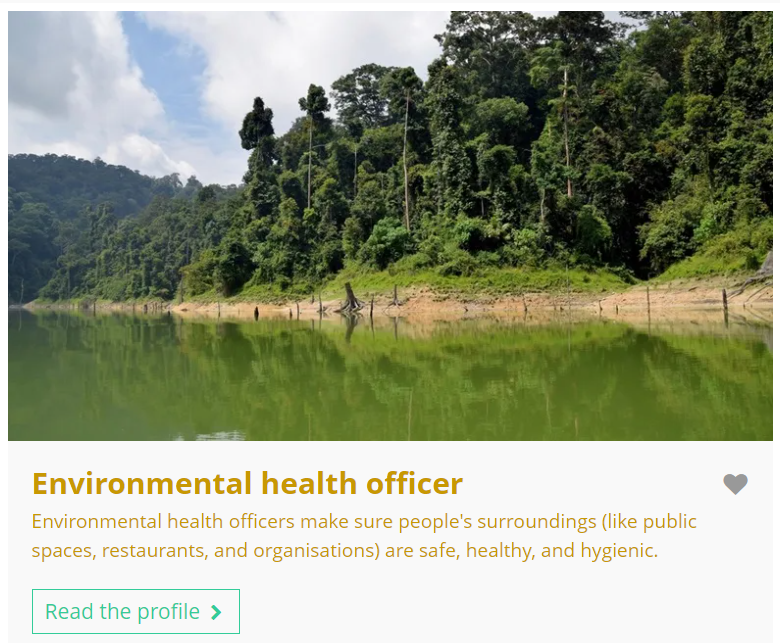 Environmental health officer
Environmental health officers make sure people's surroundings (like public
spaces, restaurants, and organisations) are safe, healthy, and hygienic.
Read the profile